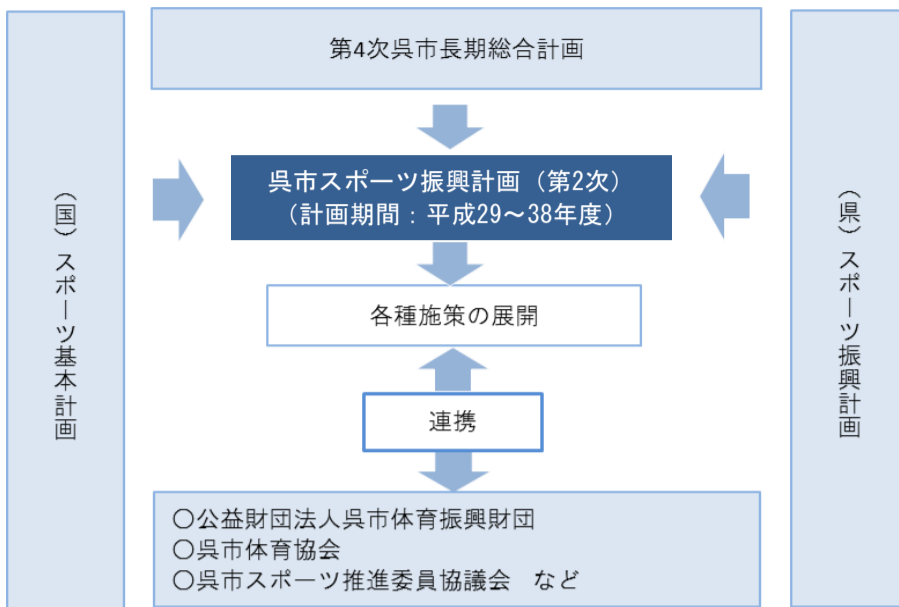 第4次呉市長期総合計画
(国)スポーツ基本計画
呉市スポーツ振興計画（第2次）
（計画期間：平成29～38年度）
(県)スポーツ振興計画
各種施策の展開
連携
〇公益財団法人呉市体育振興財団
〇呉市体育協会
〇呉市スポーツ推進委員協議会　など